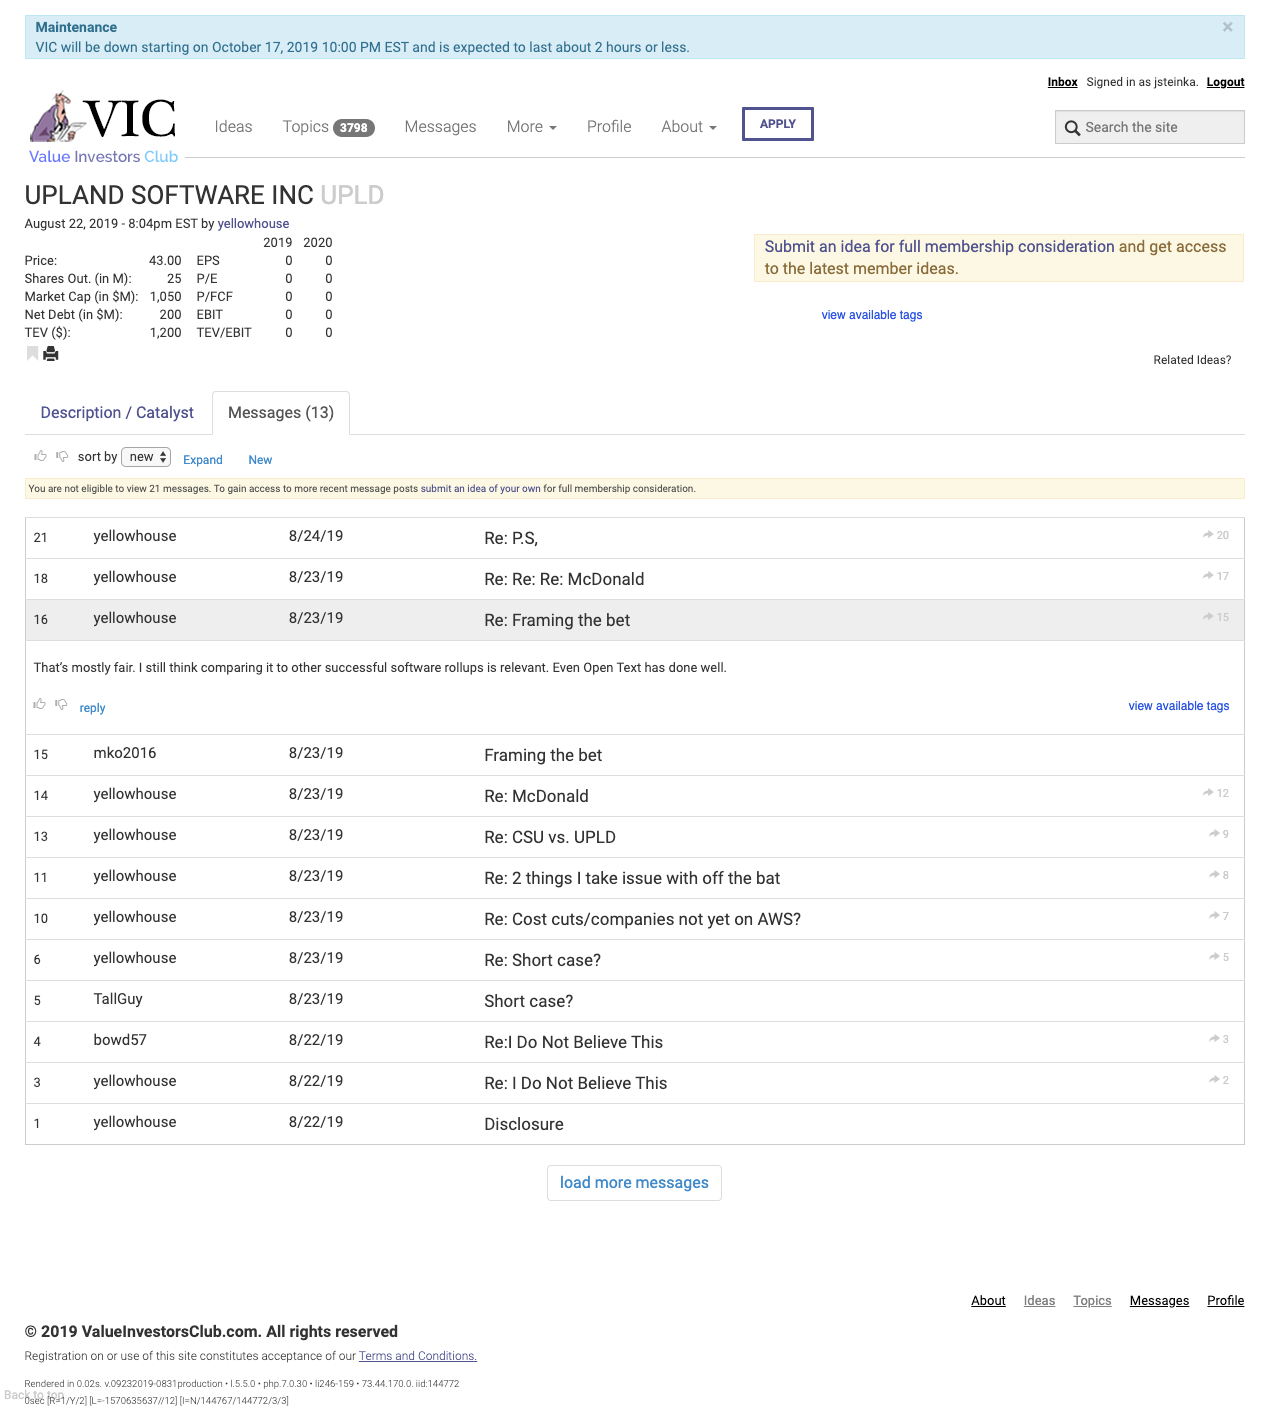 Maintenance
×
VIC will be down starting on October 17, 2019 10:00 PM EST and is expected to last about 2 hours or less.
Inbox Signed in as jsteinka. Logout
VIC
Value Investors Club
Ideas Topics 3798 Messages More Profile About APPLY
Search the site
UPLAND SOFTWARE INC UPLD
August 22, 2019 - 8:04pm EST by yellowhouse
2019 2020
Price: 43.00 EPS 0 0
Shares Out. (in M): 25 P/E 0 0
Market Cap (in $M): 1,050 P/FCF 0 0
Net Debt (in $M): 200 EBIT 0 0
TEV ($): 1,200 TEV/EBIT 0 0
Submit an idea for full membership consideration and get access
to the latest member ideas.
view available tags
Related Ideas?
Description / Catalyst Messages (13)
sort by new Expand New
You are not eligible to view 21 messages. To gain access to more recent message posts submit an idea of your own for full membership consideration.
21 yellowhouse 8/24/19 Re: P.S, 20
18 yellowhouse 8/23/19 Re: Re: Re: McDonald 17
16 yellowhouse 8/23/19 Re: Framing the bet 15
That's mostly fair. I still think comparing it to other successful software rollups is relevant. Even Open Text has done well.
reply view available tags
15 mko2016 8/23/19 Framing the bet
14 yellowhouse 8/23/19 Re: McDonald 12
13 yellowhouse 8/23/19 Re: CSU vs. UPLD 9
11 yellowhouse 8/23/19 Re: 2 things I take issue with off the bat 8
10 yellowhouse 8/23/19 Re: Cost cuts/companies not yet on AWS? 7
6 yellowhouse 8/23/19 Re: Short case? 5
5 TallGuy 8/23/19 Short case?
4 bowd57 8/22/19 Re:I Do Not Believe This 3
3 yellowhouse 8/22/19 Re: I Do Not Believe This 2
1 yellowhouse 8/22/19 Disclosure
load more messages
About Ideas Topics Messages Profile
© 2019 ValueInvestorsClub.com. All rights reserved
Registration on or use of this site constitutes acceptance of our Terms and Conditions.
Rendered in 0.02s. v.09232019-0831production • l.5.5.0 • php.7.0.30 • li246-159 • 73.44.170.0. iid:144772
Back to top
0sec [R=1/Y/2] [L=-1570635637//12] [I=N/144767/144772/3/3]